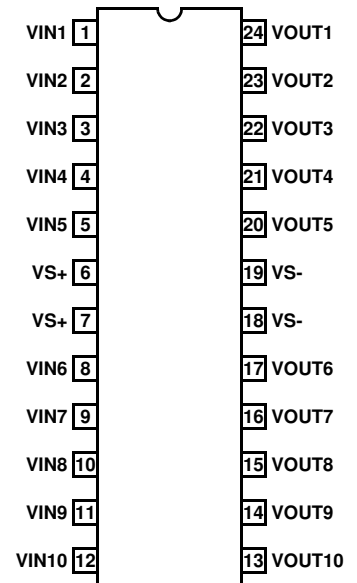 VIN1 1 24 VOUT1
VIN2 2 23 VOUT2
VIN3 3 22 VOUT3
VIN4 4 21 VOUT4
VIN5 5 20 VOUT5
VS+ 6 19 VS-
VS+ 7 18 VS-
VIN6 8 17 VOUT6
VIN7 9 16 VOUT7
VIN8 10 15 VOUT8
VIN9 11 14 VOUT9
VIN10 12 13 VOUT10